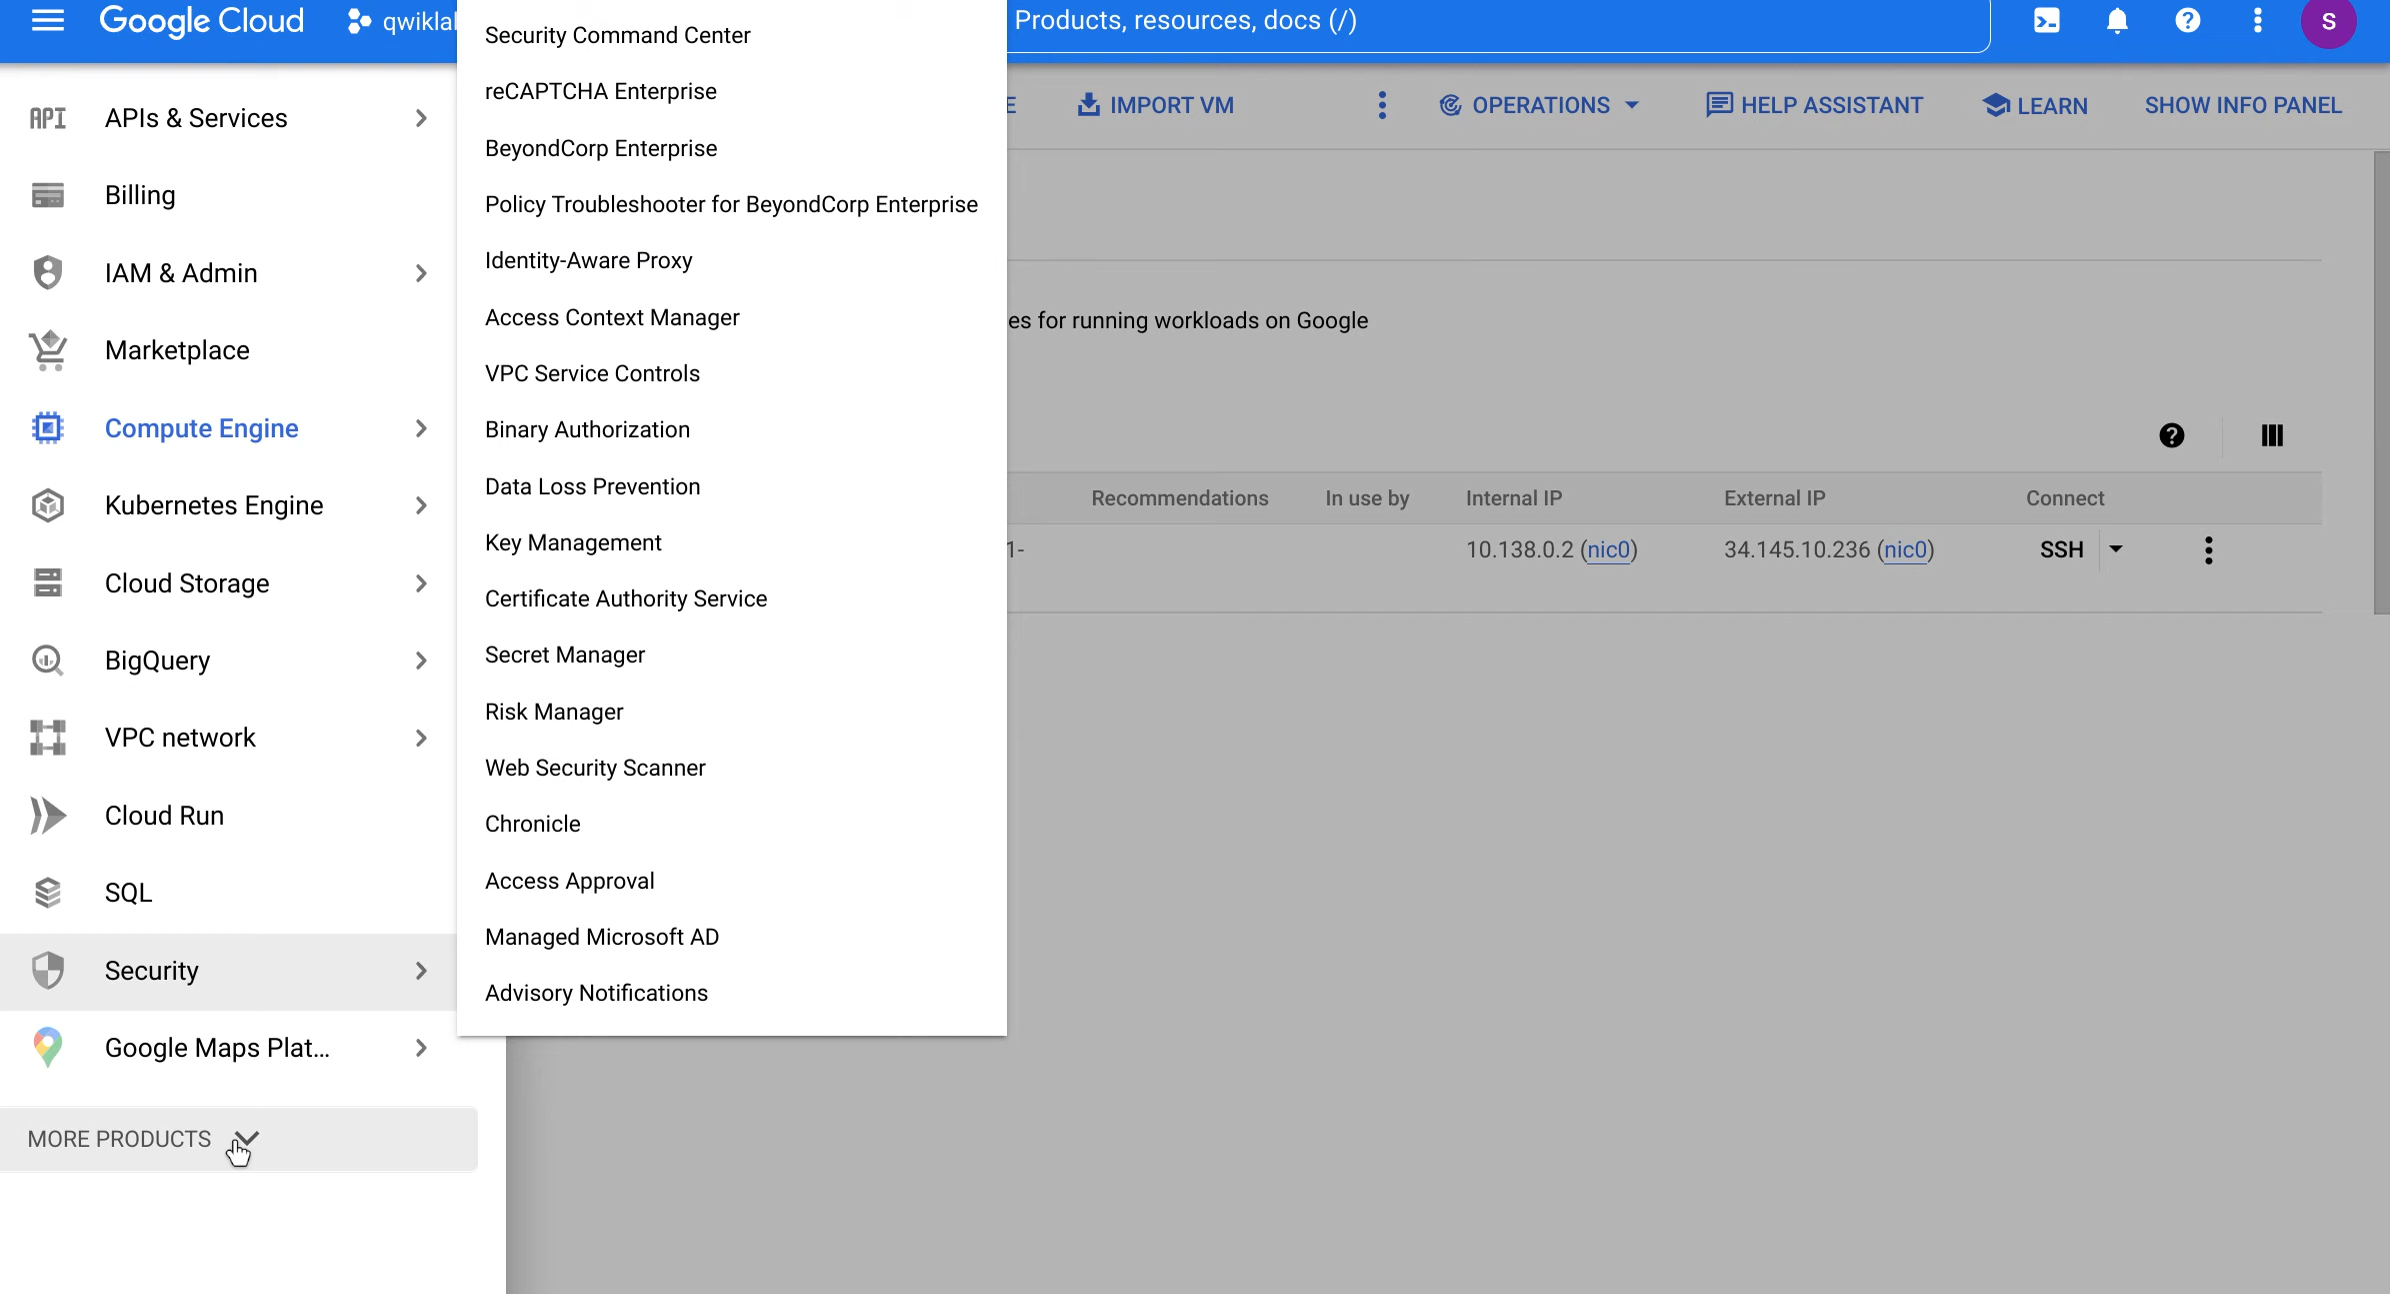 Google Cloud
qwiklal
Products, resources, docs (/)
S
APIs & Services
Billing
IAM & Admin
Marketplace
Compute Engine
Kubernetes Engine
Cloud Storage
BigQuery
VPC network
Cloud Run
SQL
Security
Google Maps Plat...
MORE PRODUCTS
Security Command Center
reCAPTCHA Enterprise
BeyondCorp Enterprise
Policy Troubleshooter for BeyondCorp Enterprise
Identity-Aware Proxy
Access Context Manager
VPC Service Controls
Binary Authorization
Data Loss Prevention
Key Management
Certificate Authority Service
Secret Manager
Risk Manager
Web Security Scanner
Chronicle
Access Approval
Managed Microsoft AD
Advisory Notifications
E IMPORT VM OPERATIONS HELP ASSISTANT LEARN SHOW INFO PANEL
es for running workloads on Google
Recommendations In use by Internal IP External IP Connect
1- 10.138.0.2 (nic0) 34.145.10.236 (nic0) SSH